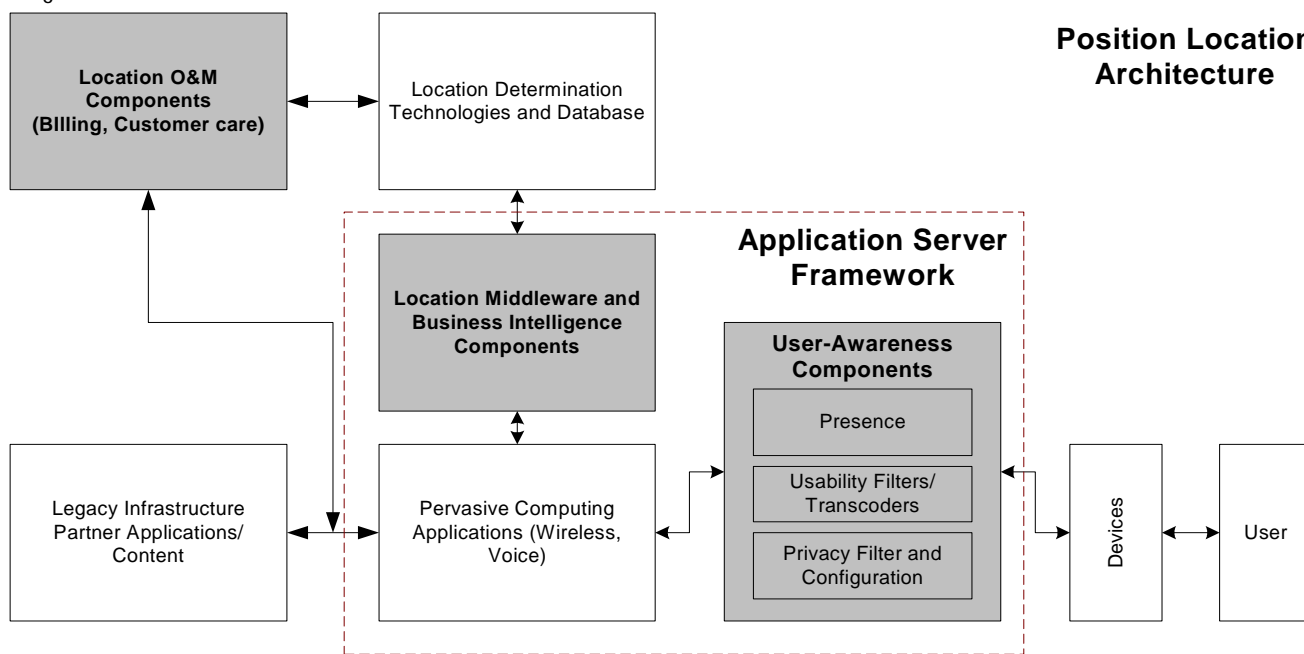 Position Location
Architecture
Location O&M
Components
(BIlling, Customer care)
Location Determination
Technologies and Database
Application Server
Framework
Location Middleware and
Business Intelligence
Components
User-Awareness
Components
Presence
Usability Filters/
Transcoders
Privacy Filter and
Configuration
Legacy Infrastructure
Partner Applications/
Content
Pervasive Computing
Applications (Wireless,
Voice)
Devices
User